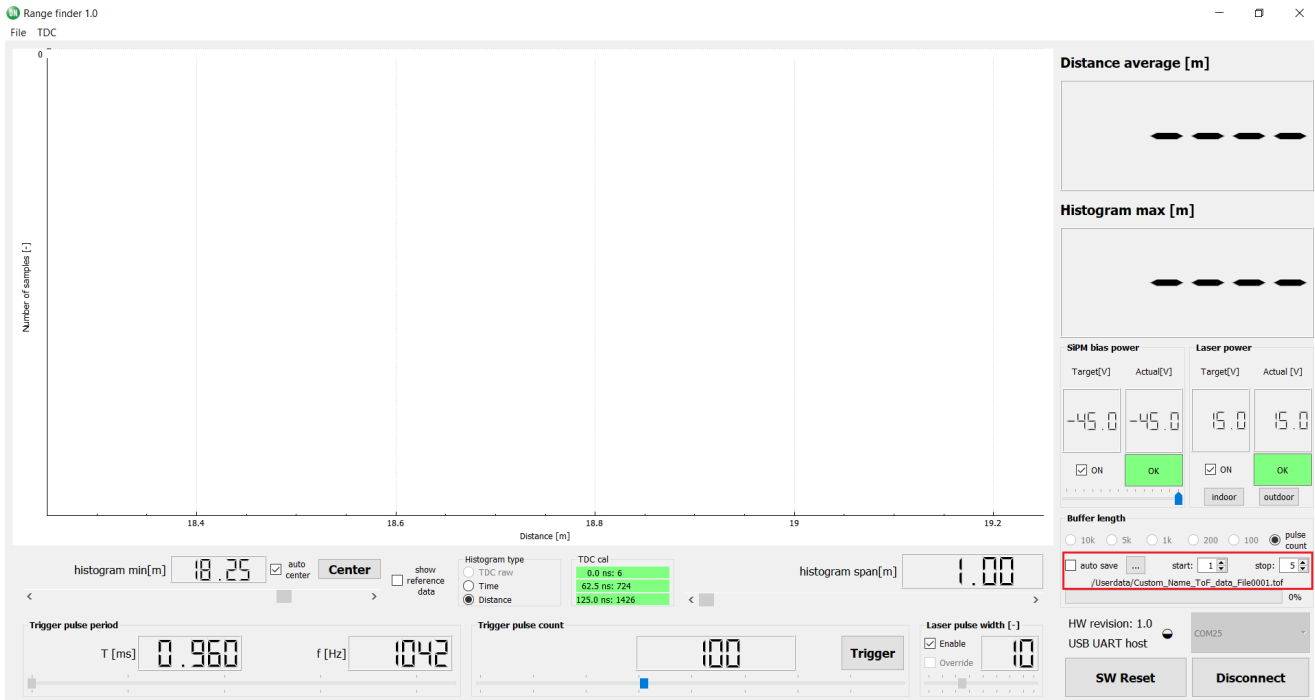 ON Range finder 1.0
File TDC
0
Number of samples [-]
18.4 18.6 18.8 19 19.2
Distance [m]
Distance average [m]
----
Histogram max [m]
----
SiPM bias power
Target[V] Actual[V]
-45.0 -45.0
ON OK
Laser power
Target[V] Actual [V]
15.0 15.0
ON OK
indoor outdoor
Buffer length
10k 5k 1k 200 100 pulse
count
auto save ... start: 1 stop: 5
/Userdata/Custom_Name_ToF_data_File0001.tof
0%
histogram min[m] 18.25 auto
center Center
show
reference
data
Histogram type
TDC raw
Time
Distance
TDC cal
0.0 ns: 6
62.5 ns: 724
125.0 ns: 1426
histogram span[m] 1.00
Trigger pulse period
T [ms] 0.960 f [Hz] 1042
Trigger pulse count
100 Trigger
Laser pulse width [-]
Enable
Override
10
HW revision: 1.0
USB UART host
COM25
SW Reset Disconnect